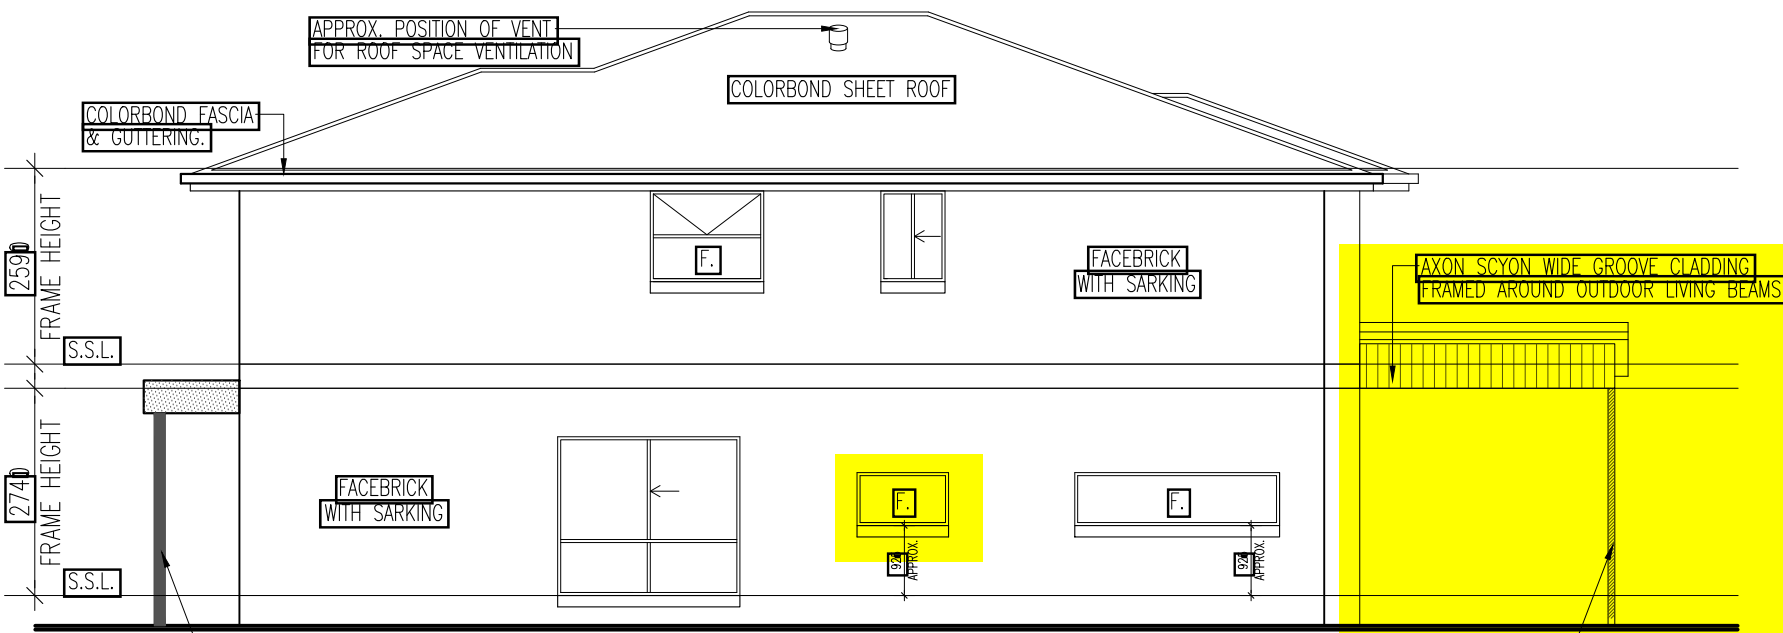 APPROX. POSITION OF VENT
FOR ROOF SPACE VENTILATION
COLORBOND SHEET ROOF
COLORBOND FASCIA
& GUTTERING.
2590
FRAME HEIGHT
F.
FACEBRICK
WITH SARKING
AXON SCYON WIDE GROOVE CLADDING
FRAMED AROUND OUTDOOR LIVING BEAMS
S.S.L.
2740
FRAME HEIGHT
FACEBRICK
WITH SARKING
F.
F.
APPROX.
APPROX.
S.S.L.